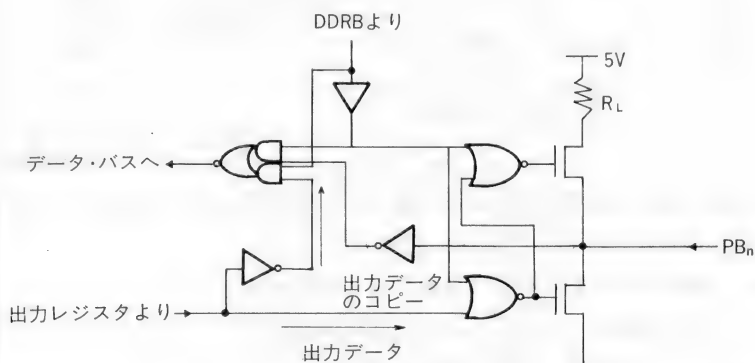 DDRBより
5V
RL
データ・バスへ
PBn
出力データ
のコピー
出力レジスタより
出力データ